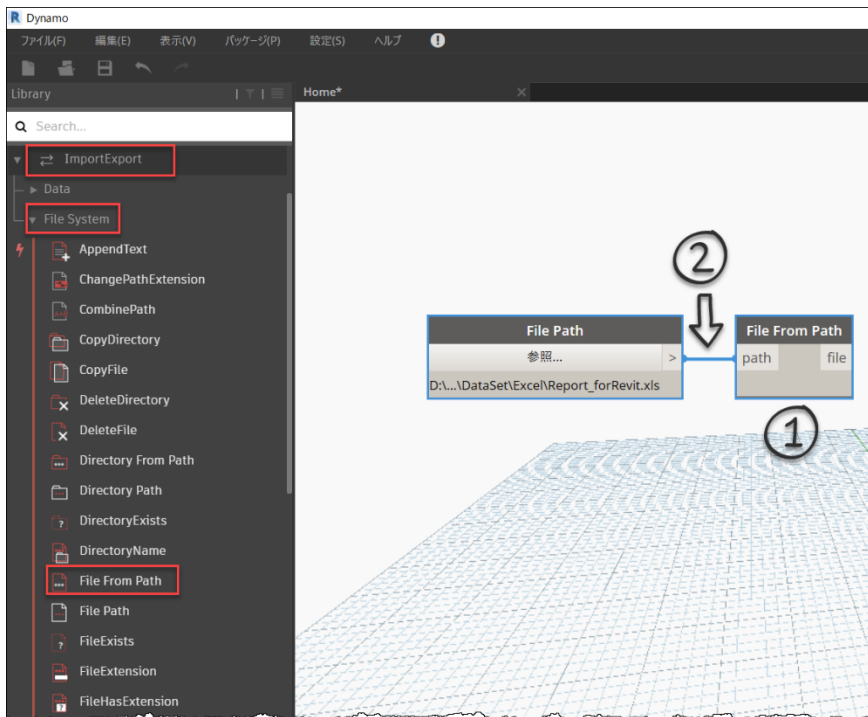 Dynamo
ファイル(F) 編集(E) 表示(V) パッケージ(P) 設定(S) ヘルプ !
Library
Home*
Search...
ImportExport
Data
File System
AppendText
ChangePathExtension
CombinePath
CopyDirectory
CopyFile
DeleteDirectory
DeleteFile
Directory From Path
Directory Path
DirectoryExists
DirectoryName
File From Path
File Path
FileExists
FileExtension
FileHasExtension
2
File Path
参照... >
D:\...\DataSet\Excel\Report_forRevit.xls
File From Path
path file
1